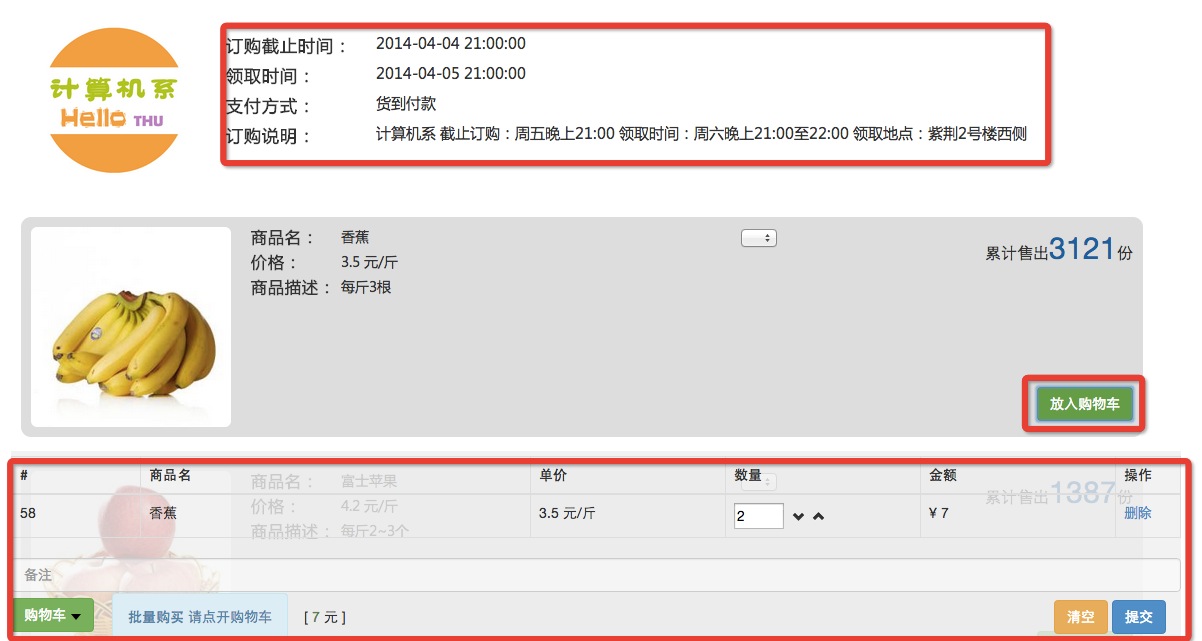 计算机系
Hello THU
订购截止时间： 2014-04-04 21:00:00
领取时间： 2014-04-05 21:00:00
支付方式： 货到付款
订购说明： 计算机系 截止订购：周五晚上21:00 领取时间：周六晚上21:00至22:00 领取地点：紫荆2号楼西侧
商品名： 香蕉
价格： 3.5 元/斤
商品描述： 每斤3根
累计售出3121份
放入购物车
# 商品名 单价 数量 金额 操作
商品名： 富士苹果
58 香蕉 3.5 元/斤 2 ¥ 7 删除
价格： 4.2 元/斤
累计售出1387份
商品描述： 每斤2~3个
备注
购物车 批量购买 请点开购物车 [ 7 元 ] 清空 提交